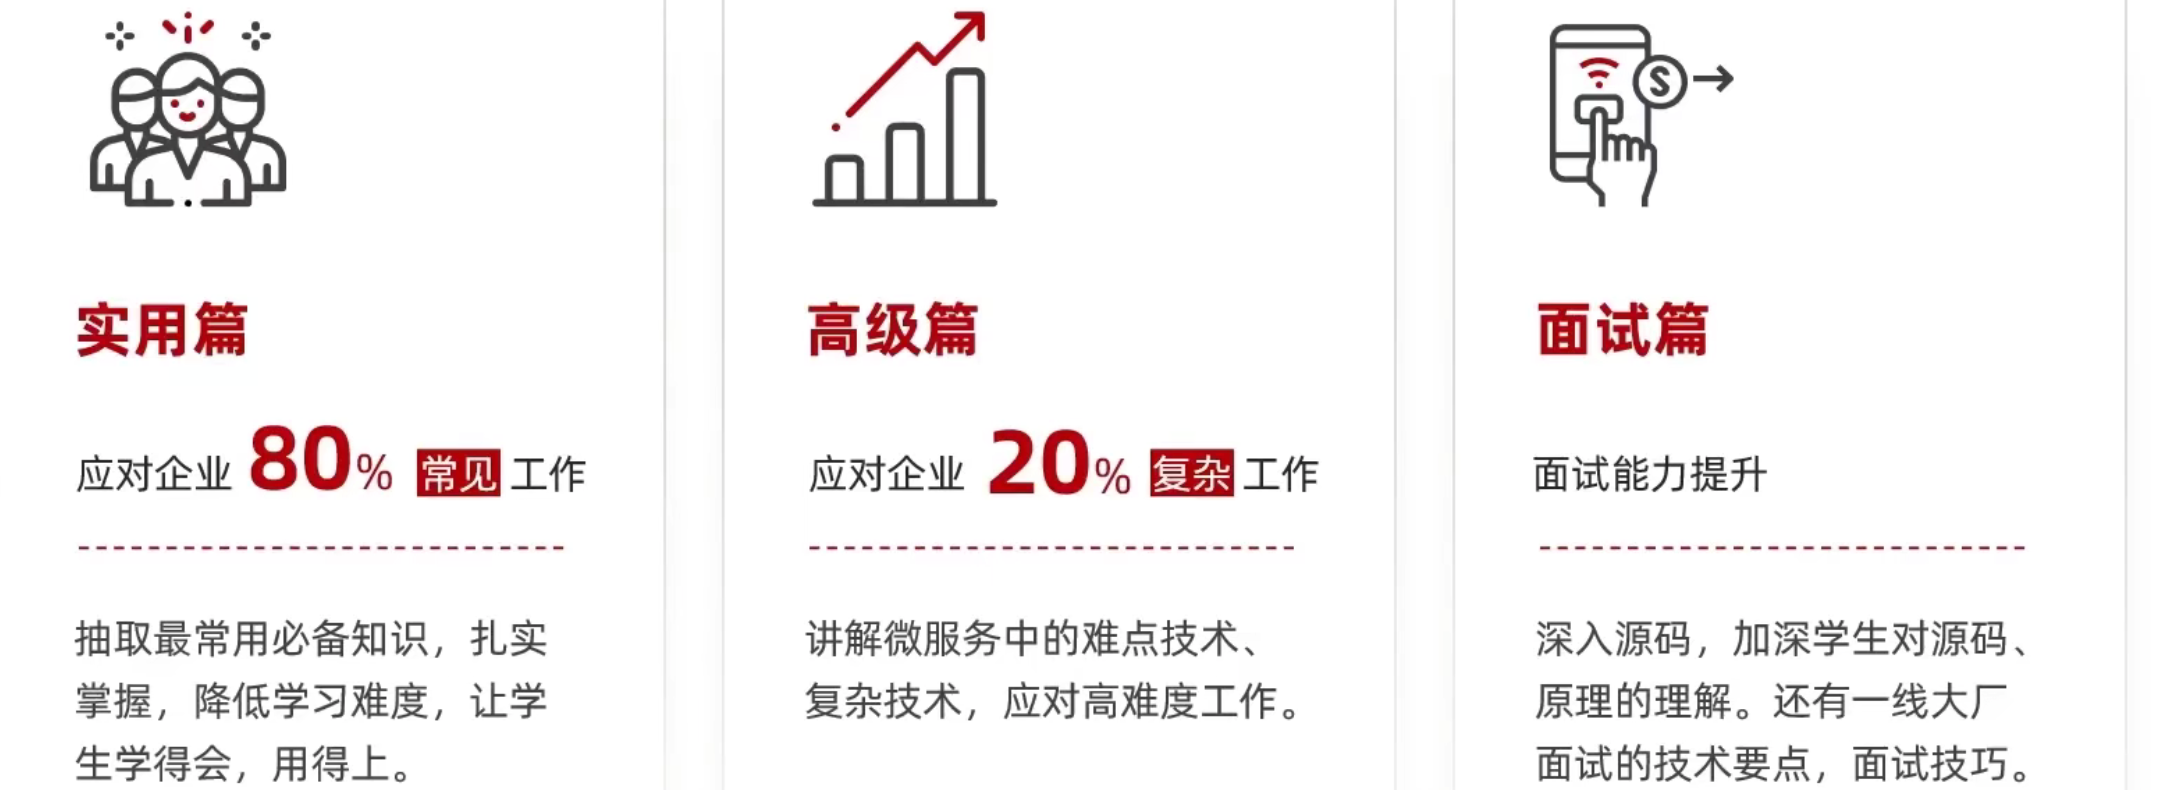 实用篇
应对企业 80% 常见 工作
抽取最常用必备知识，扎实
掌握，降低学习难度，让学
生学得会，用得上。
高级篇
应对企业 20% 复杂 工作
讲解微服务中的难点技术、
复杂技术，应对高难度工作。
S
面试篇
面试能力提升
深入源码，加深学生对源码、
原理的理解。还有一线大厂
面试的技术要点，面试技巧。